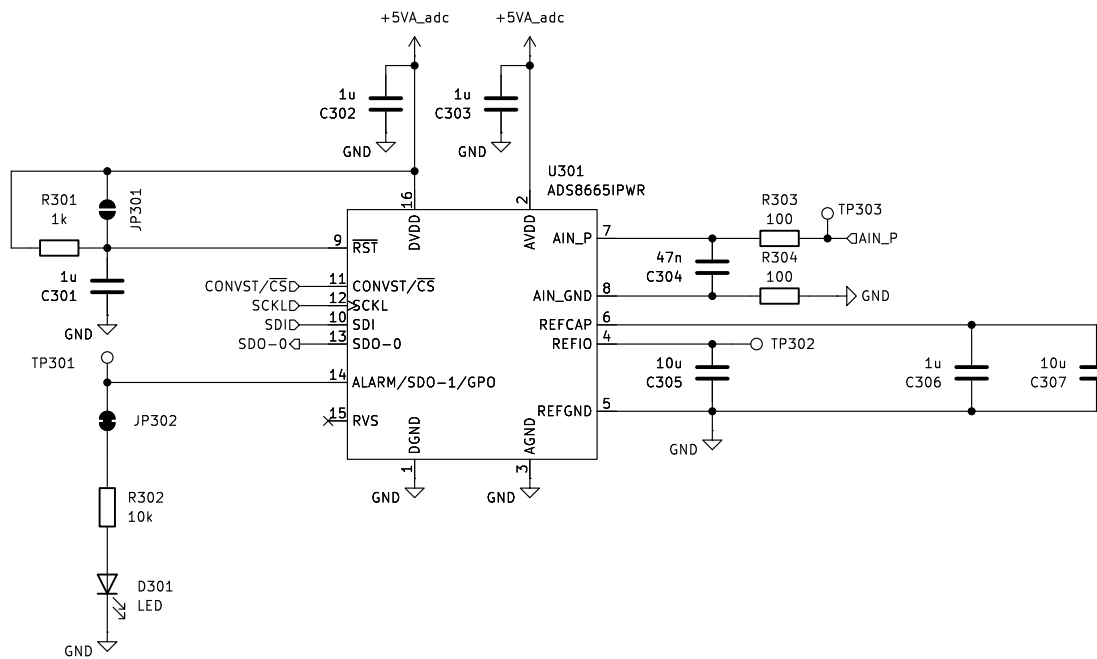 +5VA_adc
+5VA_adc
1u
C302
1u
C303
GND
GND
U301
ADS8665IPWR
R301
1k
JP301
16
DVDD
2
AVDD
R303
100
TP303
9
RST
AIN_P
7
AIN_P
1u
C301
47n
C304
R304
100
CONVST/CS
11
CONVST/CS
SCKL
12
SCKL
AIN_GND
8
GND
SDI
10
SDI
GND
REFCAP
6
SDO-0
13
SDO-0
REFIO
4
TP302
TP301
10u
C305
1u
C306
10u
C307
14
ALARM/SDO-1/GPO
JP302
15
RVS
REFGND
5
DGND
1
AGND
3
GND
GND
GND
R302
10k
D301
LED
GND